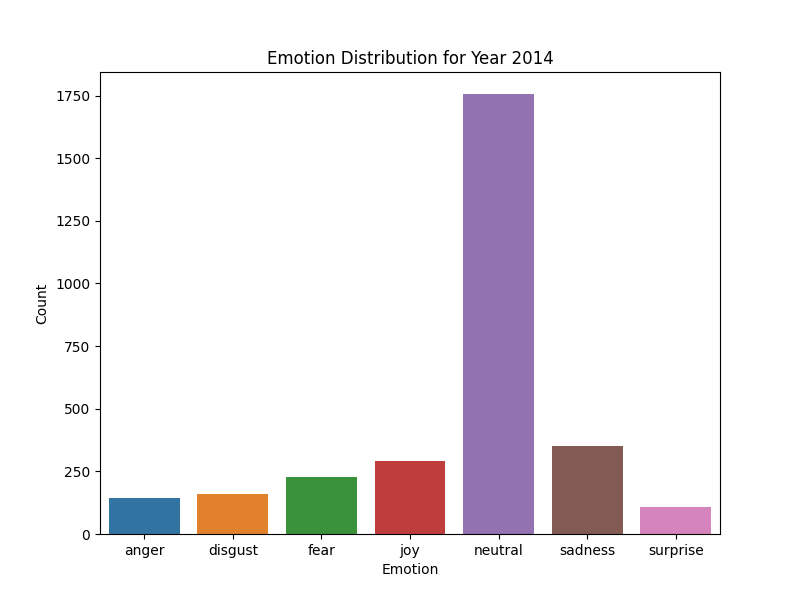 Emotion Distribution for Year 2014
1750
1500
1250
1000
750
500
250
0
Count
anger disgust fear joy neutral sadness surprise
Emotion